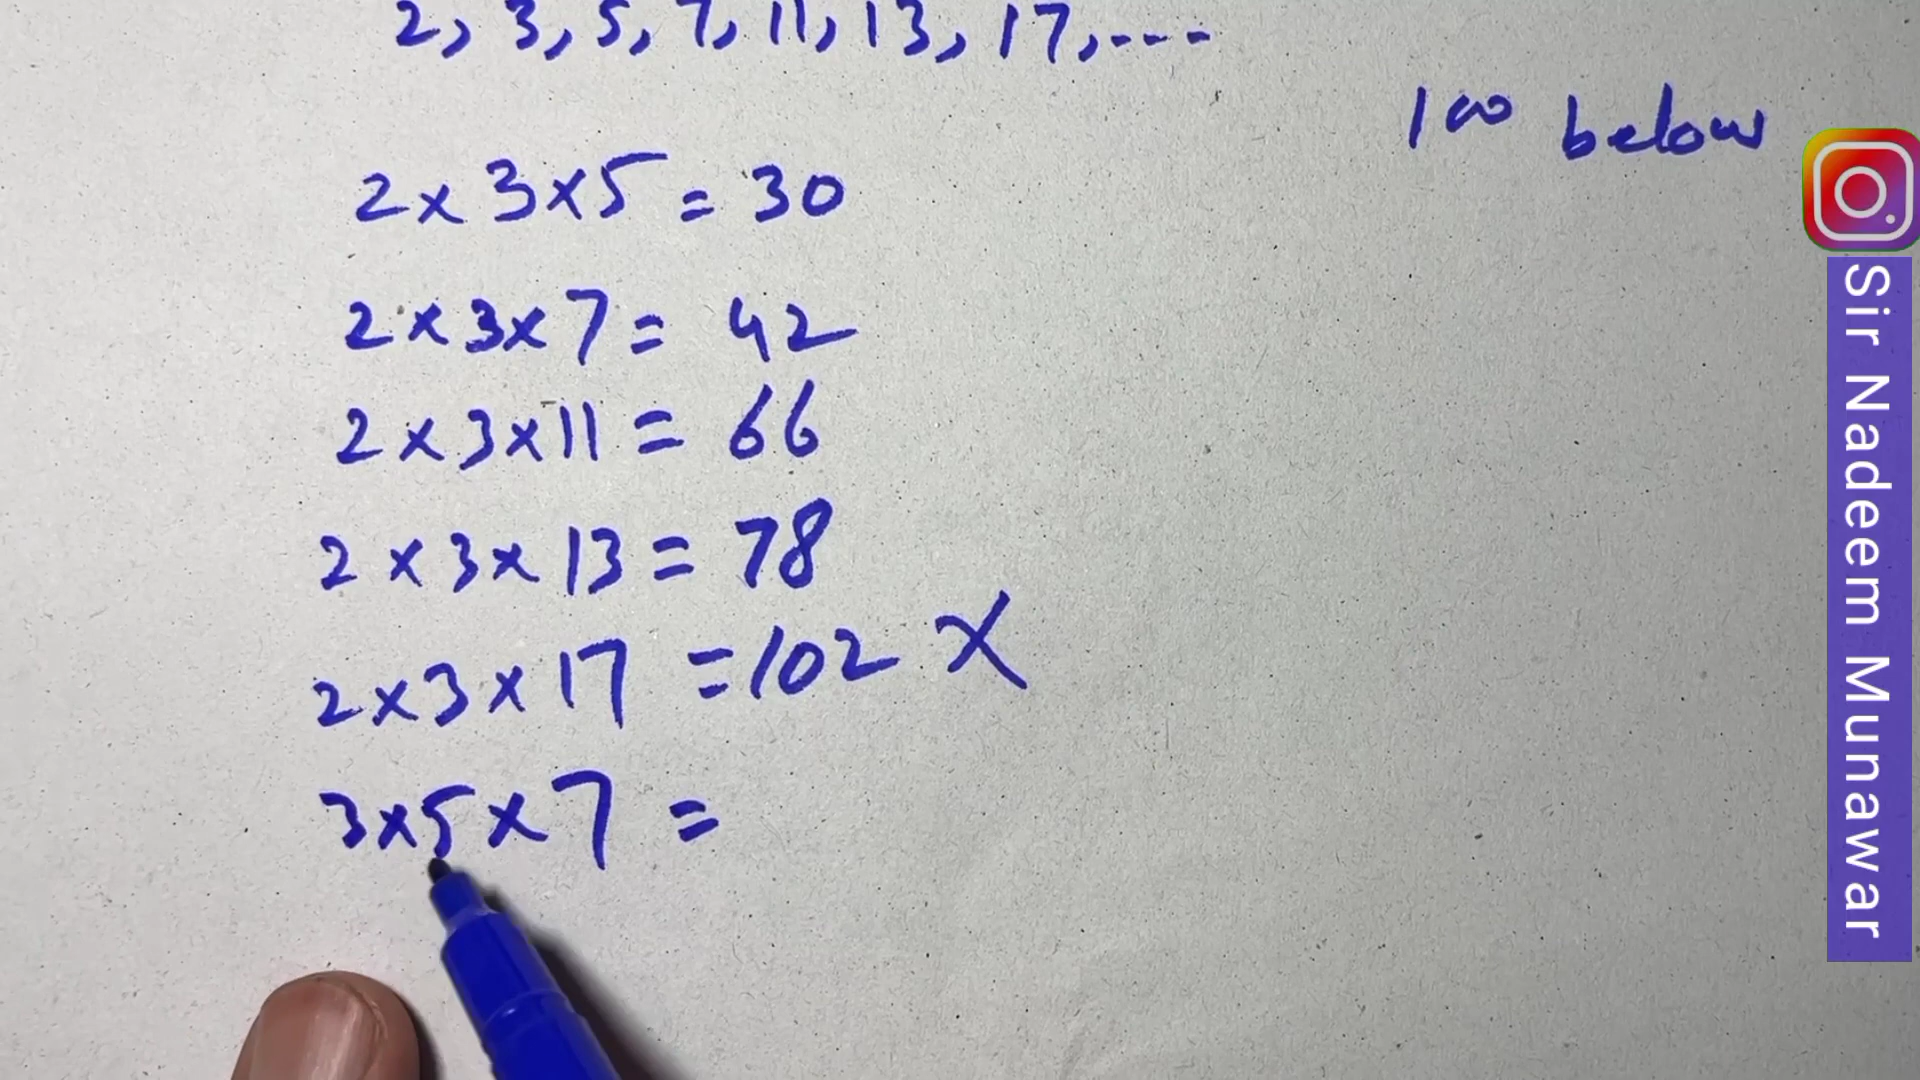 2, 3, 5, 7, 11, 13, 17, ---
100 below
2 x 3 x 5 = 30
2 x 3 x 7 = 42
2 x 3 x 11 = 66
2 x 3 x 13 = 78
2 x 3 x 17 = 102 X
3 x 5 x 7 =
Sir Nadeem Munawar